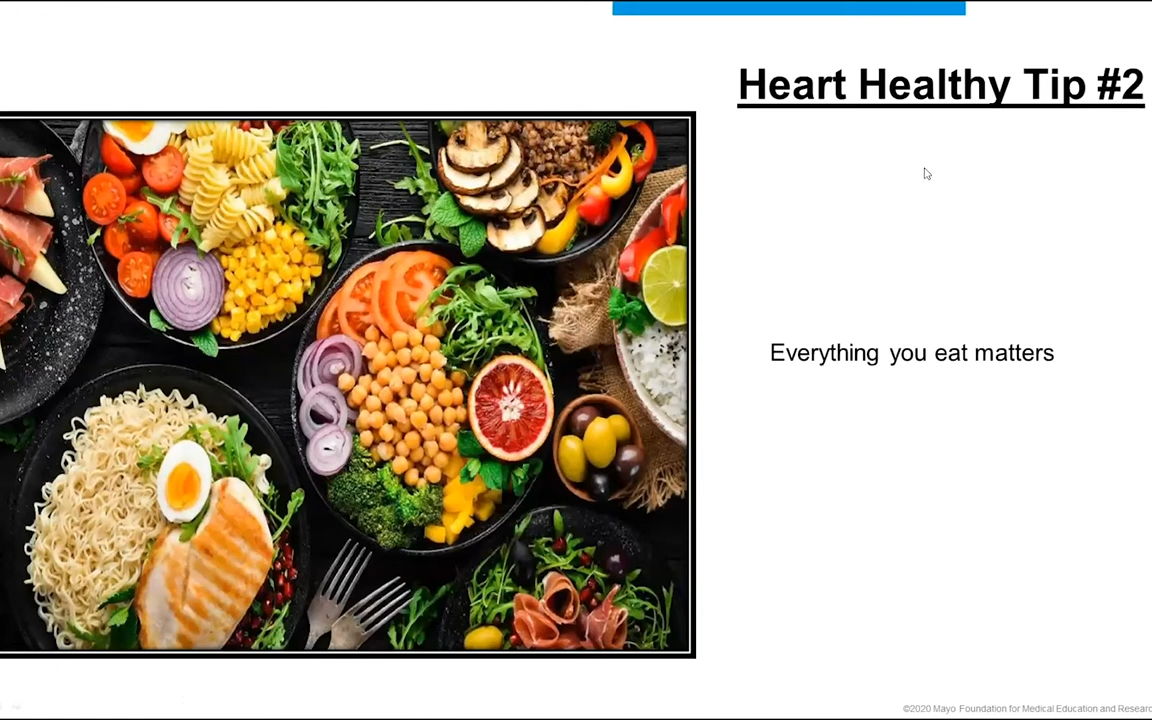 Heart Healthy Tip #2
Everything you eat matters
©2020 Mayo Foundation for Medical Education and Researc